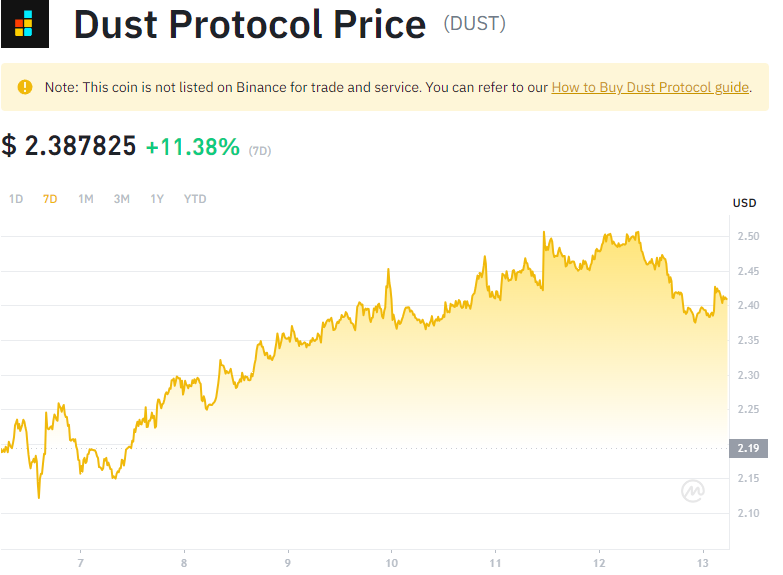 Dust Protocol Price (DUST)
Note: This coin is not listed on Binance for trade and service. You can refer to our How to Buy Dust Protocol guide.
$ 2.387825 +11.38% (7D)
1D 7D 1M 3M 1Y YTD
USD
2.50
2.45
2.40
2.35
2.30
2.25
2.19
2.15
2.10
7 8 9 10 11 12 13